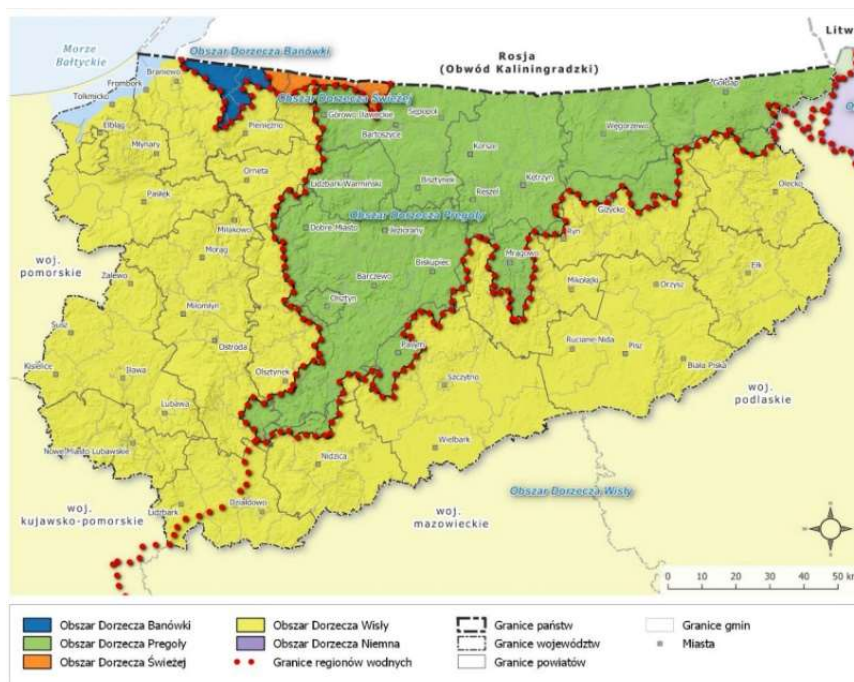 Morze
Bałtyckie
Obszar Dorzecza Banówki
Rosja
(Obwód Kaliningradzki)
Litw
Frombork
Braniewo
Tolkmicko
Obszar Dorzecza Świeżej
Gołdap
Elbląg
Pieniężno
Górowo Iławeckie
Sępopol
Bartoszyce
Węgorzewo
Młynary
Korsze
Orneta
Lidzbark Warmiński
Bisztynek
Reszel
Kętrzyn
Olecko
Pasłęk
Obszar Dorzecza Pregoły
Giżycko
Miłakowo
Dobre Miasto
Jeziorany
Ryn
woj.
pomorskie
Morąg
Biskupiec
Mrągowo
Ełk
Zalewo
Barczewo
Mikołajki
Orzysz
Miłomłyn
Olsztyn
Susz
Ostróda
Pasym
Ruciane-Nida
Pisz
Biała Piska
Kisielice
Iława
Olsztynek
Szczytno
woj.
podlaskie
Lubawa
Nowe Miasto Lubawskie
Nidzica
Wielbark
Obszar Dorzecza Wisły
woj.
kujawsko-pomorskie
Lidzbark
Działdowo
woj.
mazowieckie
0 10 20 30 40 50 km
Obszar Dorzecza Banówki
Obszar Dorzecza Wisły
Granice państw
Granice gmin
Obszar Dorzecza Pregoły
Obszar Dorzecza Niemna
Granice województw
Miasta
Obszar Dorzecza Świeżej
Granice regionów wodnych
Granice powiatów